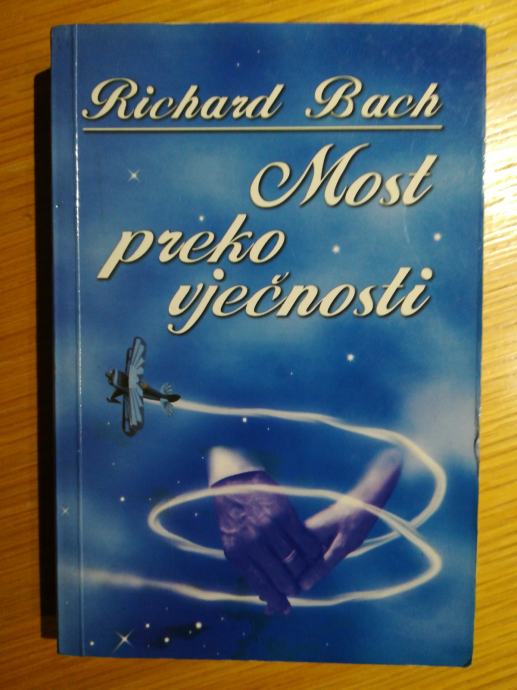 Richard Bach
Most
preko
vječnosti